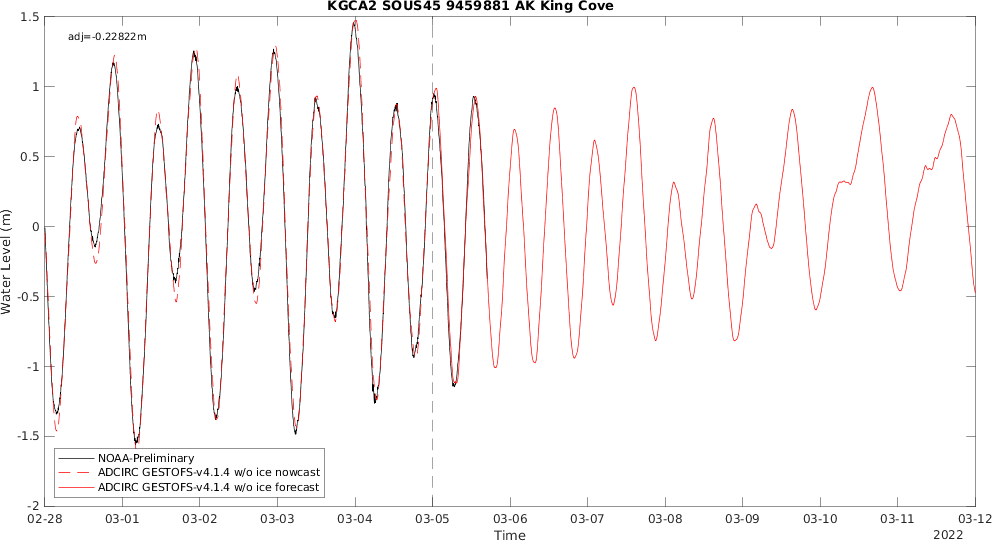 KGCA2 SOUS45 9459881 AK King Cove
adj=-0.22822m
1.5
1
0.5
0
-0.5
-1
-1.5
-2
Water Level (m)
NOAA-Preliminary
ADCIRC GESTOFS-v4.1.4 w/o ice nowcast
ADCIRC GESTOFS-v4.1.4 w/o ice forecast
02-28 03-01 03-02 03-03 03-04 03-05 03-06 03-07 03-08 03-09 03-10 03-11 03-12
Time
2022